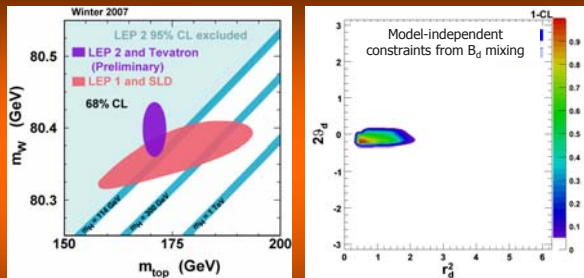 Winter 2007
LEP 2 95% CL excluded
LEP 2 and Tevatron
(Preliminary)
LEP 1 and SLD
68% CL
80.5
80.4
80.3
m_W (GeV)
m_H = 114 GeV
m_H = 300 GeV
m_H = 1 TeV
150 175 200
m_top (GeV)
1-CL
Model-independent
constraints from B_d mixing
2ϑ_d
3
2
1
0
-1
-2
-3
0 1 2 3 4 5 6
r_d^2
1
0.9
0.8
0.7
0.6
0.5
0.4
0.3
0.2
0.1
0